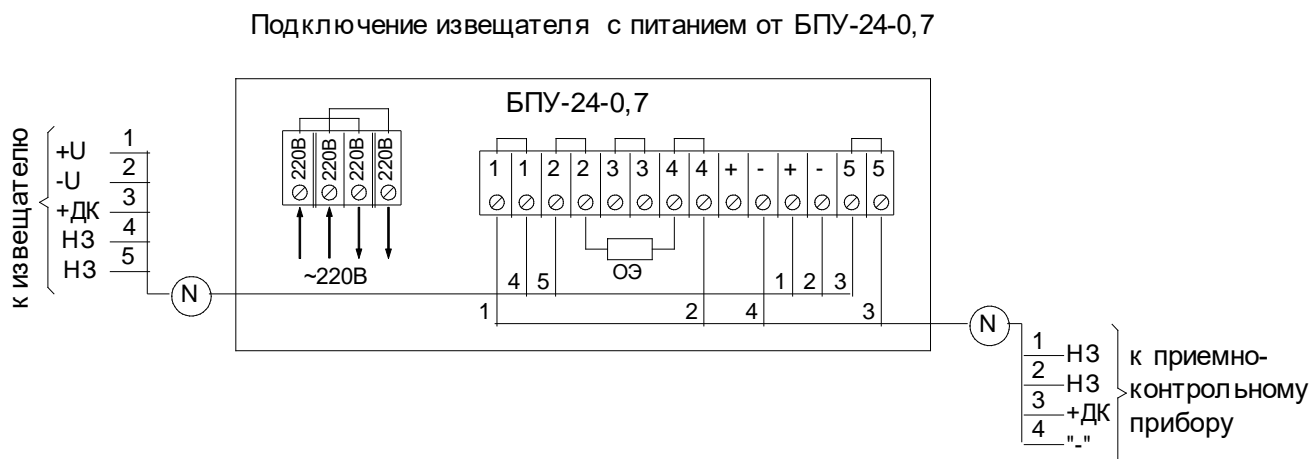 Подключение извещателя с питанием от БПУ-24-0,7
БПУ-24-0,7
к извещателю
+U 1
-U 2
+ДК 3
НЗ 4
НЗ 5
N
220В 220В 220В 220В
~220В
1 1 2 2 3 3 4 4 + - + - 5 5
ОЭ
4 5 1 2 3
1 2 4 3
N
1 НЗ
2 НЗ
3 +ДК
4 "-"
к приемно-
контрольному
прибору